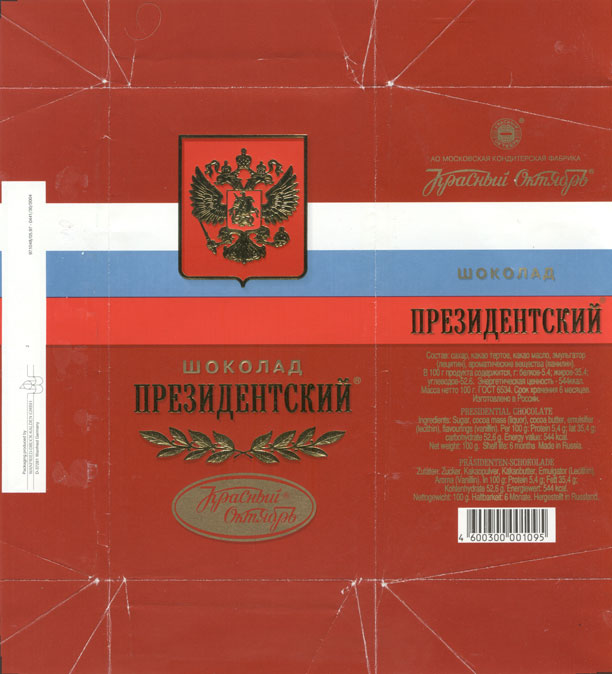 АО МОСКОВСКАЯ КОНДИТЕРСКАЯ ФАБРИКА
Красный Октябрь®
ШОКОЛАД
ПРЕЗИДЕНТСКИЙ
Состав: сахар, какао тертое, какао масло, эмульгатор
(лецитин), ароматические вещества (ванилин).
В 100 г продукта содержится, г: белков-5,4; жиров-35,4;
углеводов-52,6. Энергетическая ценность - 544ккал.
Масса нетто 100 г. ГОСТ 6534. Срок хранения 6 месяцев.
Изготовлено в России.
PRESIDENTIAL CHOCOLATE
Ingredients: Sugar, cocoa mass (liquor), cocoa butter, emulsifier
(lecithin), flavourings (vanillin). Per 100 g: Protein 5,4 g; fat 35,4 g;
carbohydrate 52,6 g. Energy value: 544 kcal.
Net weight: 100 g. Shelf life: 6 months. Made in Russia.
PRÄSIDENTEN-SCHOKOLADE
Zutaten: Zucker, Kakaopulver, Kakaobutter, Emulgator (Lecithin),
Aroma (Vanillin). In 100 g: Protein 5,4 g; Fett 35,4 g;
Kohlenhydrate 52,6 g. Energiewert: 544 kcal.
Nettogewicht: 100 g. Haltbarkeit: 6 Monate. Hergestellt in Russland.
4 600300 001095
ШОКОЛАД
ПРЕЗИДЕНТСКИЙ®
Красный
Октябрь
Packaging produced by